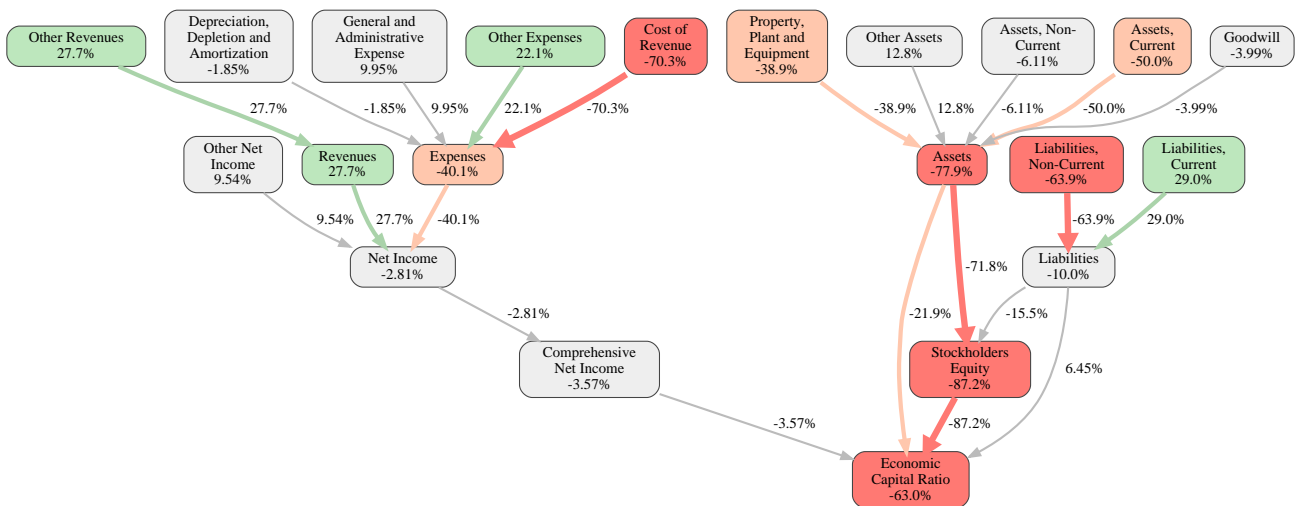 Other Revenues
27.7%
Depreciation,
Depletion and
Amortization
-1.85%
General and
Administrative
Expense
9.95%
Other Expenses
22.1%
Cost of
Revenue
-70.3%
Property,
Plant and
Equipment
-38.9%
Other Assets
12.8%
Assets, Non-
Current
-6.11%
Assets,
Current
-50.0%
Goodwill
-3.99%
27.7%
-1.85%
9.95%
22.1%
-70.3%
-38.9%
12.8%
-6.11%
-50.0%
-3.99%
Other Net
Income
9.54%
Revenues
27.7%
Expenses
-40.1%
Assets
-77.9%
Liabilities,
Non-Current
-63.9%
Liabilities,
Current
29.0%
9.54%
27.7%
-40.1%
-63.9%
29.0%
Net Income
-2.81%
Liabilities
-10.0%
-71.8%
-2.81%
-21.9%
-15.5%
Comprehensive
Net Income
-3.57%
Stockholders
Equity
-87.2%
6.45%
-3.57%
-87.2%
Economic
Capital Ratio
-63.0%